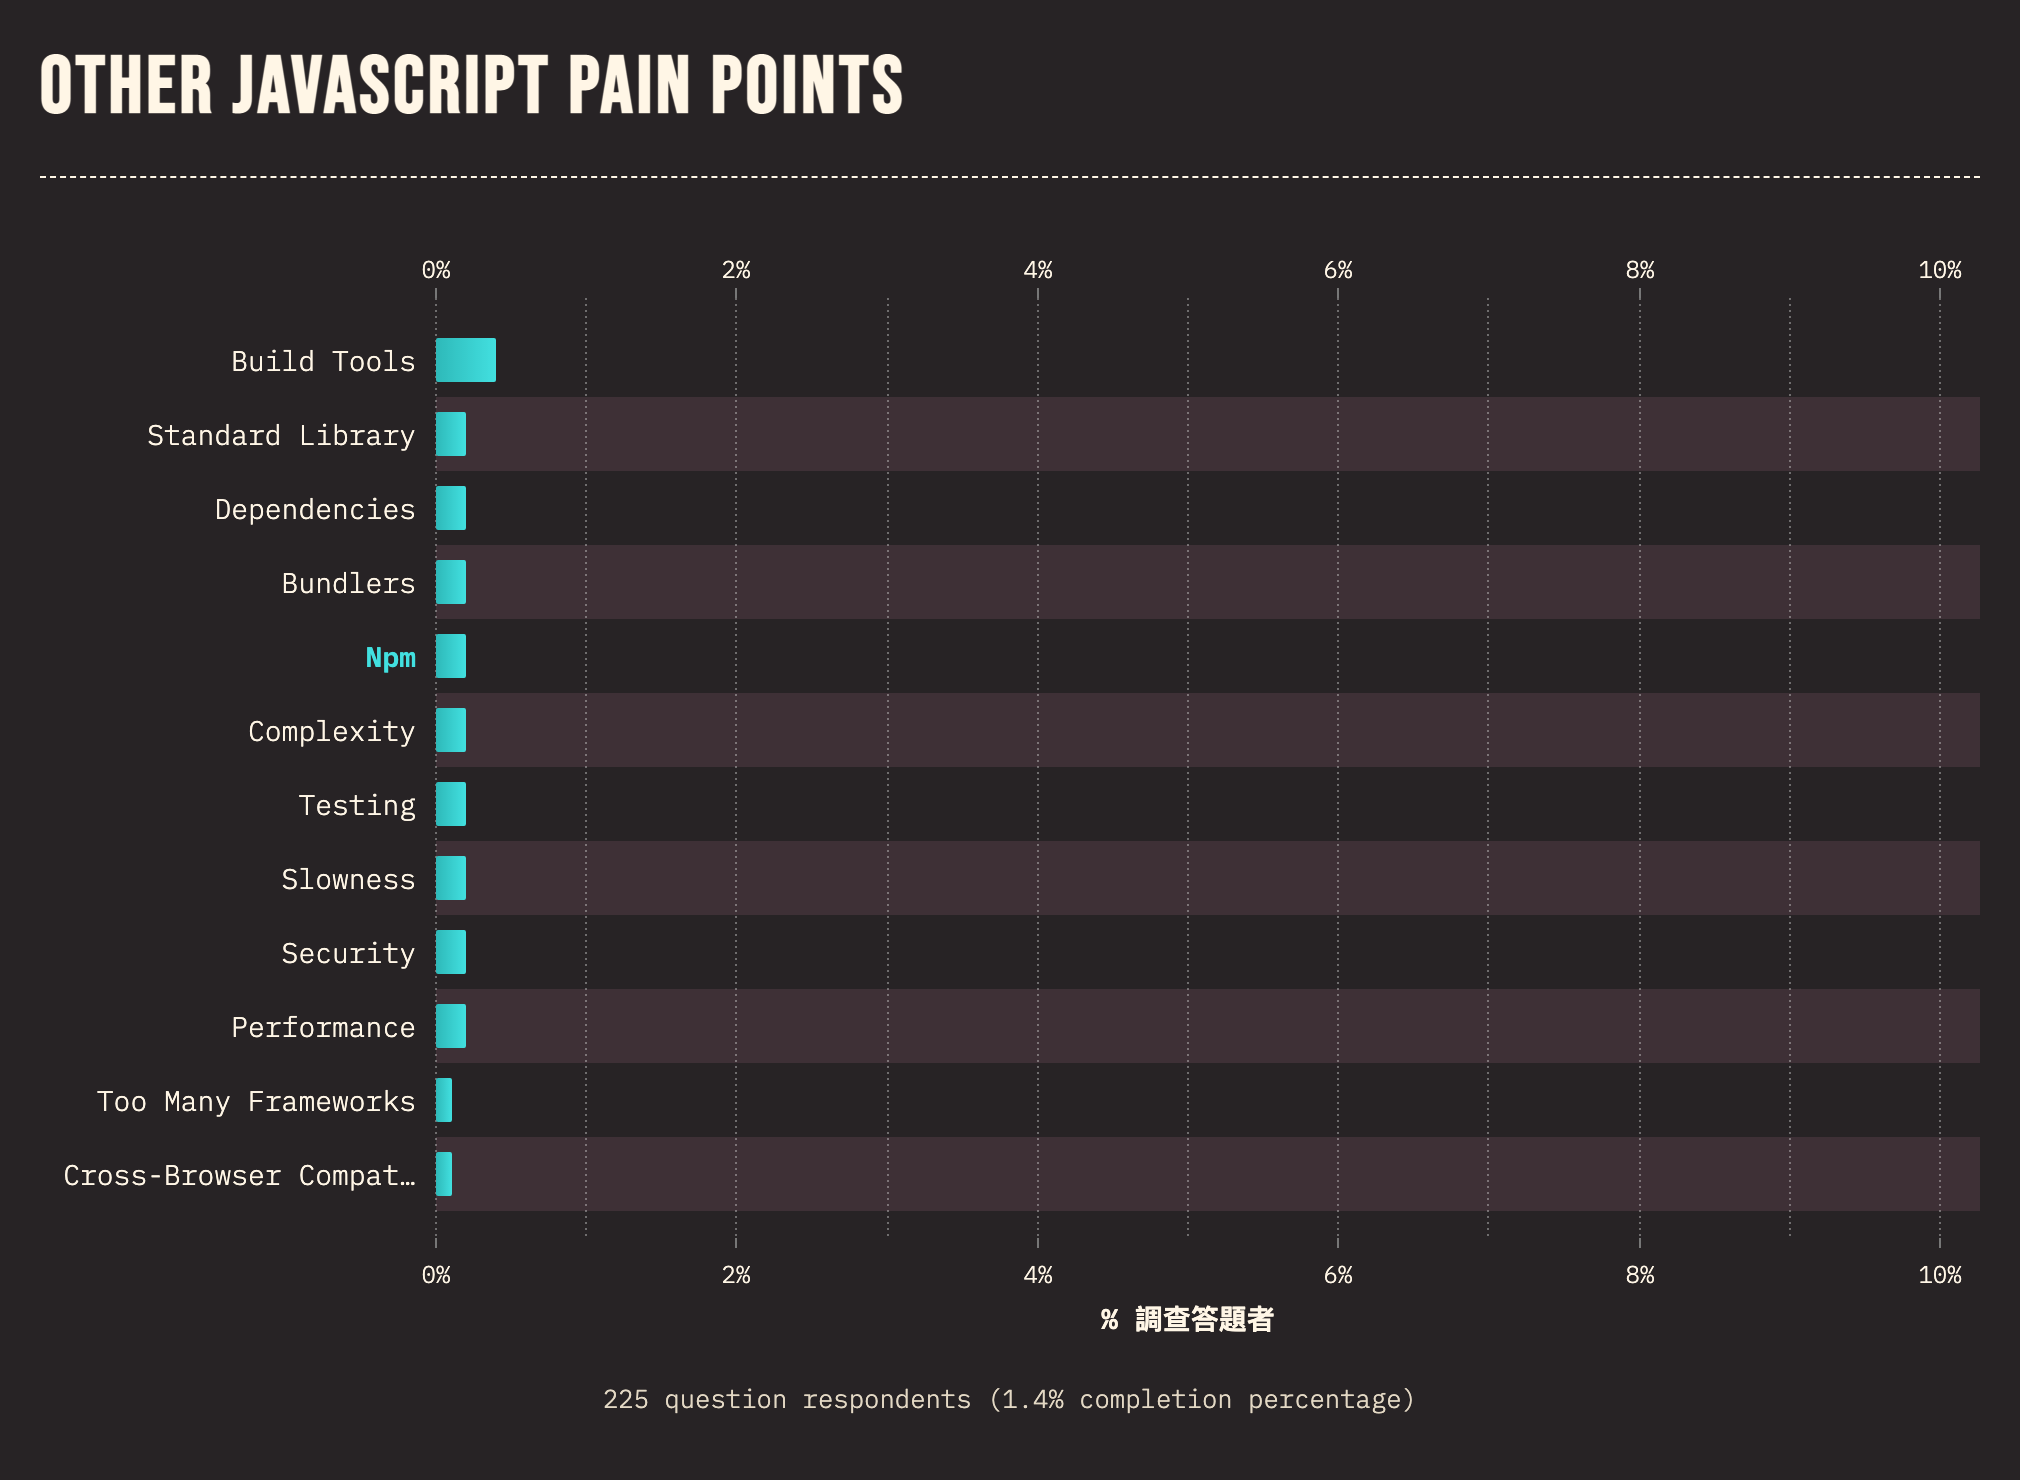 OTHER JAVASCRIPT PAIN POINTS
0% 2% 4% 6% 8% 10%
Build Tools
Standard Library
Dependencies
Bundlers
Npm
Complexity
Testing
Slowness
Security
Performance
Too Many Frameworks
Cross-Browser Compat…
0% 2% 4% 6% 8% 10%
% 調查答題者
225 question respondents (1.4% completion percentage)